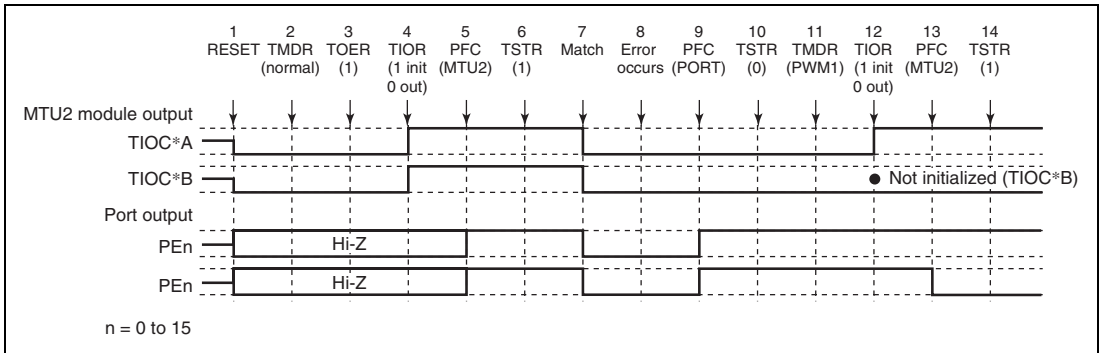 1 2 3 4 5 6 7 8 9 10 11 12 13 14
RESET TMDR TOER TIOR PFC TSTR Match Error PFC TSTR TMDR TIOR PFC TSTR
(normal) (1) (1 init (MTU2) (1) occurs (PORT) (0) (PWM1) (1 init (MTU2) (1)
0 out) 0 out)
MTU2 module output
TIOC*A
TIOC*B ● Not initialized (TIOC*B)
Port output
PEn Hi-Z
PEn Hi-Z
n = 0 to 15